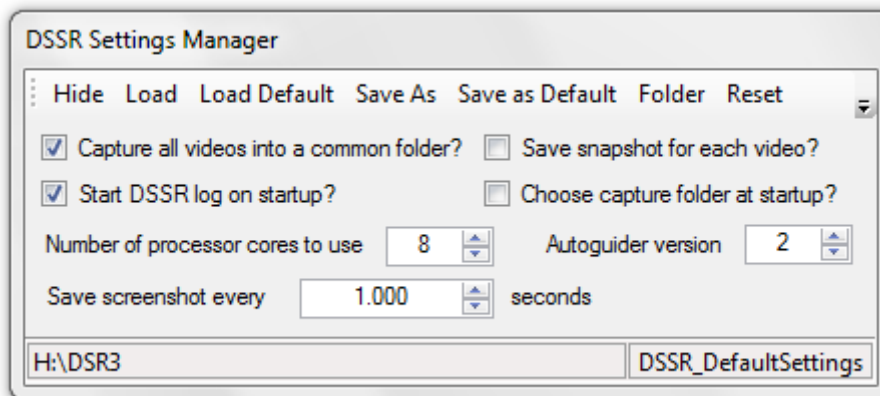 DSSR Settings Manager
Hide Load Load Default Save As Save as Default Folder Reset
Capture all videos into a common folder? Save snapshot for each video?
Start DSSR log on startup? Choose capture folder at startup?
Number of processor cores to use 8 Autoguider version 2
Save screenshot every 1.000 seconds
H:\DSR3 DSSR_DefaultSettings